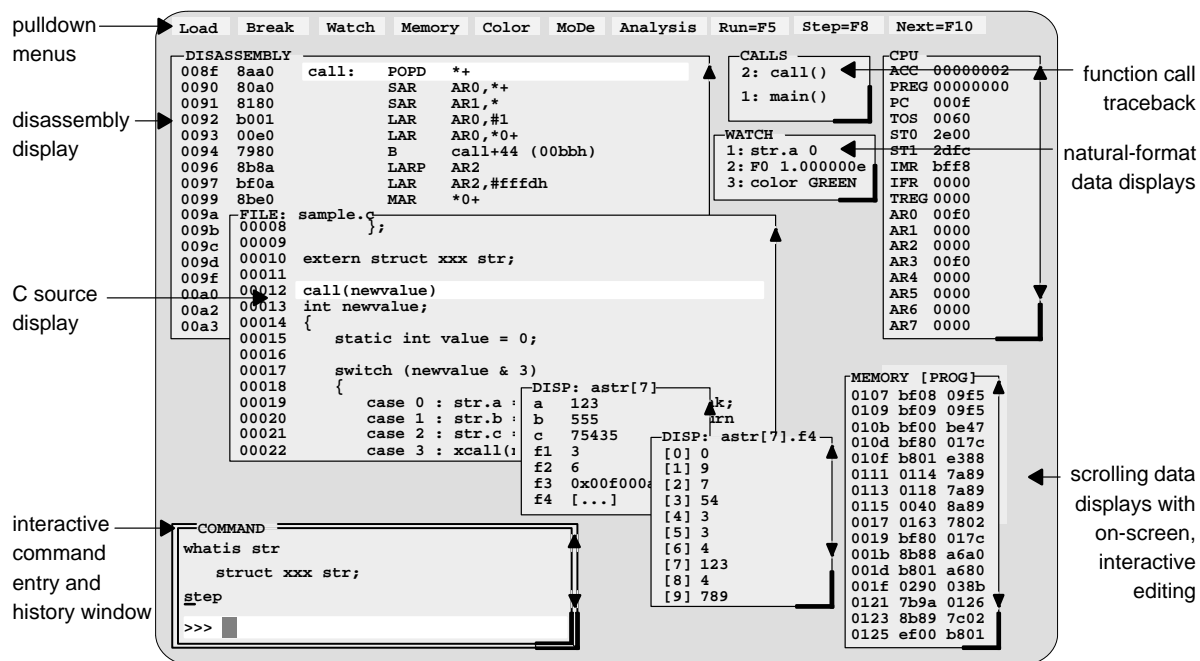 pulldown
menus
disassembly
display
C source
display
interactive
command
entry and
history window
Load Break Watch Memory Color MoDe Analysis Run=F5 Step=F8 Next=F10
DISASSEMBLY
008f 8aa0 call: POPD *+
0090 80a0 SAR AR0,*+
0091 8180 SAR AR1,*
0092 b001 LAR AR0,#1
0093 00e0 LAR AR0,*0+
0094 7980 B call+44 (00bbh)
0096 8b8a LARP AR2
0097 bf0a LAR AR2,#fffdh
0099 8be0 MAR *0+
009a
009b
009c
009d
009f
00a0
00a2
00a3
FILE: sample.c
00008 };
00009
00010 extern struct xxx str;
00011
00012 call(newvalue)
00013 int newvalue;
00014 {
00015 static int value = 0;
00016
00017 switch (newvalue & 3)
00018 {
00019 case 0 : str.a = k;
00020 case 1 : str.b = rn
00021 case 2 : str.c =
00022 case 3 : xcall(
CALLS
2: call()
1: main()
WATCH
1: str.a 0
2: F0 1.000000e
3: color GREEN
CPU
ACC 00000002
PREG 00000000
PC 000f
TOS 0060
ST0 2e00
ST1 2dfc
IMR bff8
IFR 0000
TREG 0000
AR0 00f0
AR1 0000
AR2 0000
AR3 00f0
AR4 0000
AR5 0000
AR6 0000
AR7 0000
DISP: astr[7]
a 123
b 555
c 75435
f1 3
f2 6
f3 0x00f000a
f4 [...]
DISP: astr[7].f4
[0] 0
[1] 9
[2] 7
[3] 54
[4] 3
[5] 3
[6] 4
[7] 123
[8] 4
[9] 789
MEMORY [PROG]
0107 bf08 09f5
0109 bf09 09f5
010b bf00 be47
010d bf80 017c
010f b801 e388
0111 0114 7a89
0113 0118 7a89
0115 0040 8a89
0017 0163 7802
0019 bf80 017c
001b 8b88 a6a0
001d b801 a680
001f 0290 038b
0121 7b9a 0126
0123 8b89 7c02
0125 ef00 b801
COMMAND
whatis str
struct xxx str;
step
>>>
function call
traceback
natural-format
data displays
scrolling data
displays with
on-screen,
interactive
editing